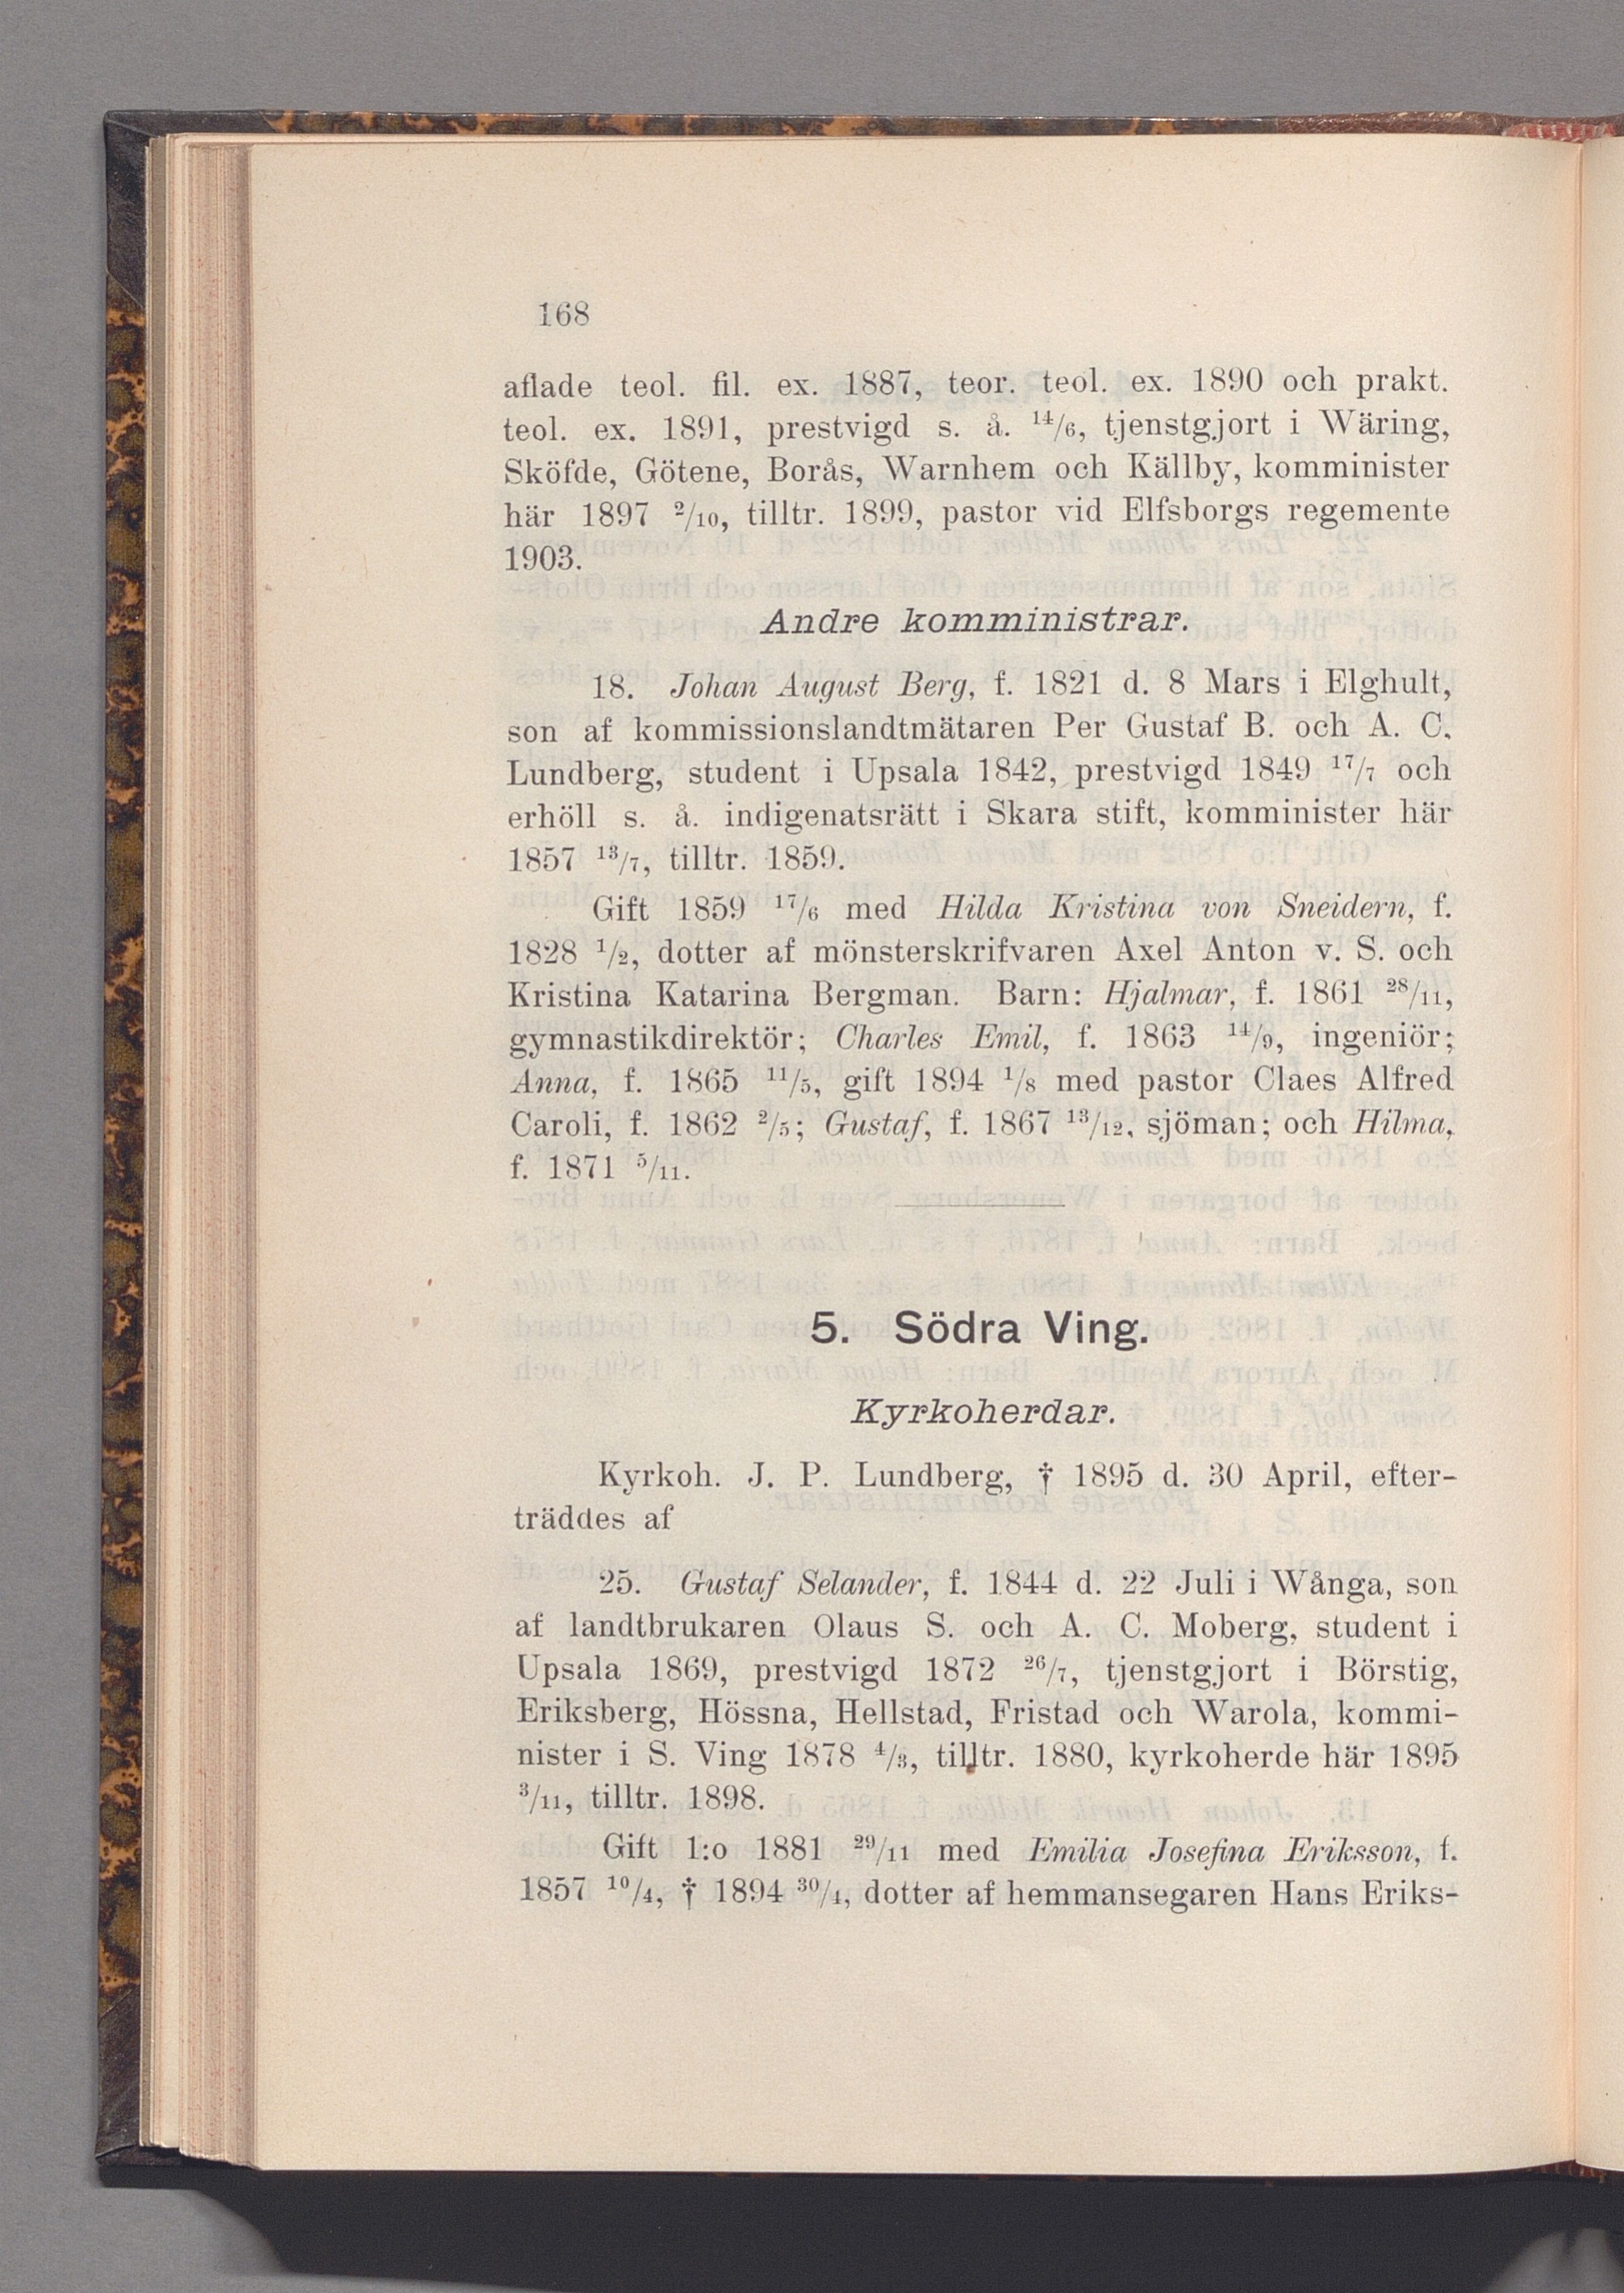 168
aflade teol. fil. ex. 1887, teor. teol. ex. 1890 och prakt.
teol. ex. 1891, prestvigd s. å. 14/6, tjenstgjort i Wäring,
Sköfde, Götene, Borås, Warnhem och Källby, komminister
här 1897 2/10, tilltr. 1899, pastor vid Elfsborgs regemente
1903.
Andre komministrar.
18. Johan August Berg, f. 1821 d. 8 Mars i Elghult,
son af kommissionslandtmätaren Per Gustaf B. och A. C.
Lundberg, student i Upsala 1842, prestvigd 1849 17/7 och
erhöll s. å. indigenatsrätt i Skara stift, komminister här
1857 13/7, tilltr. 1859.
Gift 1859 17/6 med Hilda Kristina von Sneidern, f.
1828 1/2, dotter af mönsterskrifvaren Axel Anton v. S. och
Kristina Katarina Bergman. Barn: Hjalmar, f. 1861 28/11,
gymnastikdirektör; Charles Emil, f. 1863 14/9, ingeniör;
Anna, f. 1865 11/5, gift 1894 1/8 med pastor Claes Alfred
Caroli, f. 1862 2/5; Gustaf, f. 1867 13/12, sjöman; och Hilma,
f. 1871 5/11.
5. Södra Ving.
Kyrkoherdar.
Kyrkoh. J. P. Lundberg, † 1895 d. 30 April, efter-
träddes af
25. Gustaf Selander, f. 1844 d. 22 Juli i Wånga, son
af landtbrukaren Olaus S. och A. C. Moberg, student i
Upsala 1869, prestvigd 1872 26/7, tjenstgjort i Börstig,
Eriksberg, Hössna, Hellstad, Fristad och Warola, kommi-
nister i S. Ving 1878 4/3, tilltr. 1880, kyrkoherde här 1895
3/11, tilltr. 1898.
Gift 1:o 1881 29/11 med Emilia Josefina Eriksson, f.
1857 10/4, † 1894 30/4, dotter af hemmansegaren Hans Eriks-